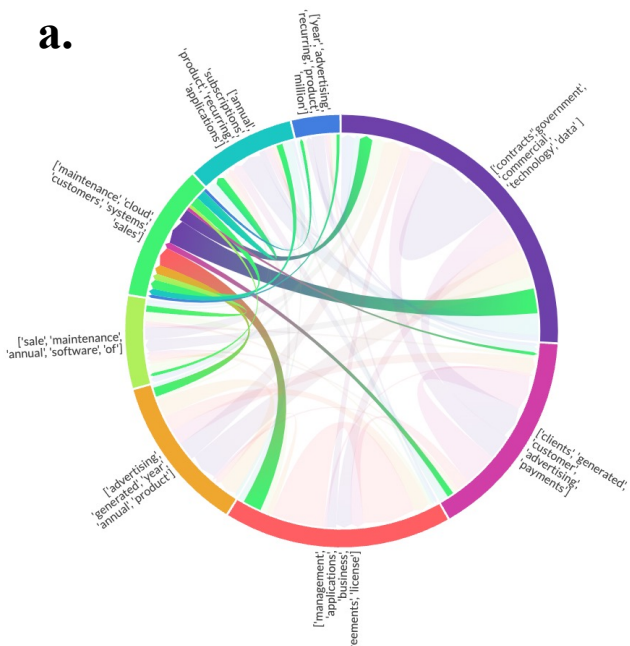 a.
['year','advertising',
'recurring','product',
'million']
['annual',
'subscriptions',
'product','recurring',
'applications']
['contracts','government',
'commercial',
'technology','data']
['maintenance','cloud',
'customers','systems',
'sales']
['sale','maintenance',
'annual','software','of']
['advertising',
'generated','year',
'annual','product']
['clients','generated',
'customer',
'advertising',
'payments']
['management',
'applications',
'business',
eements','license']